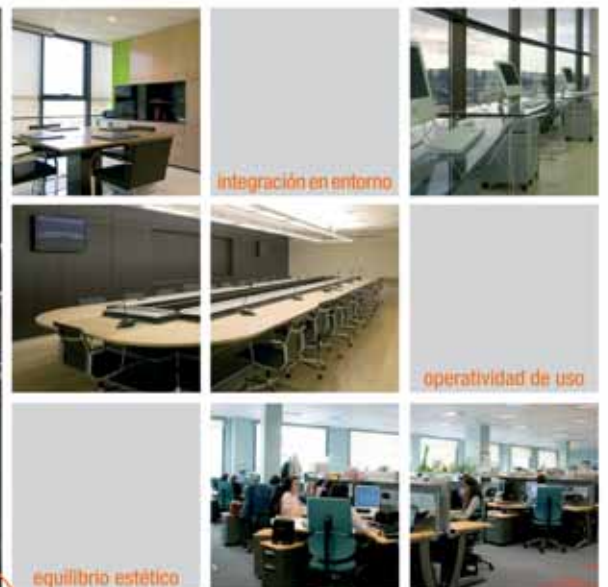 integración en entorno
operatividad de uso
equilibrio estético